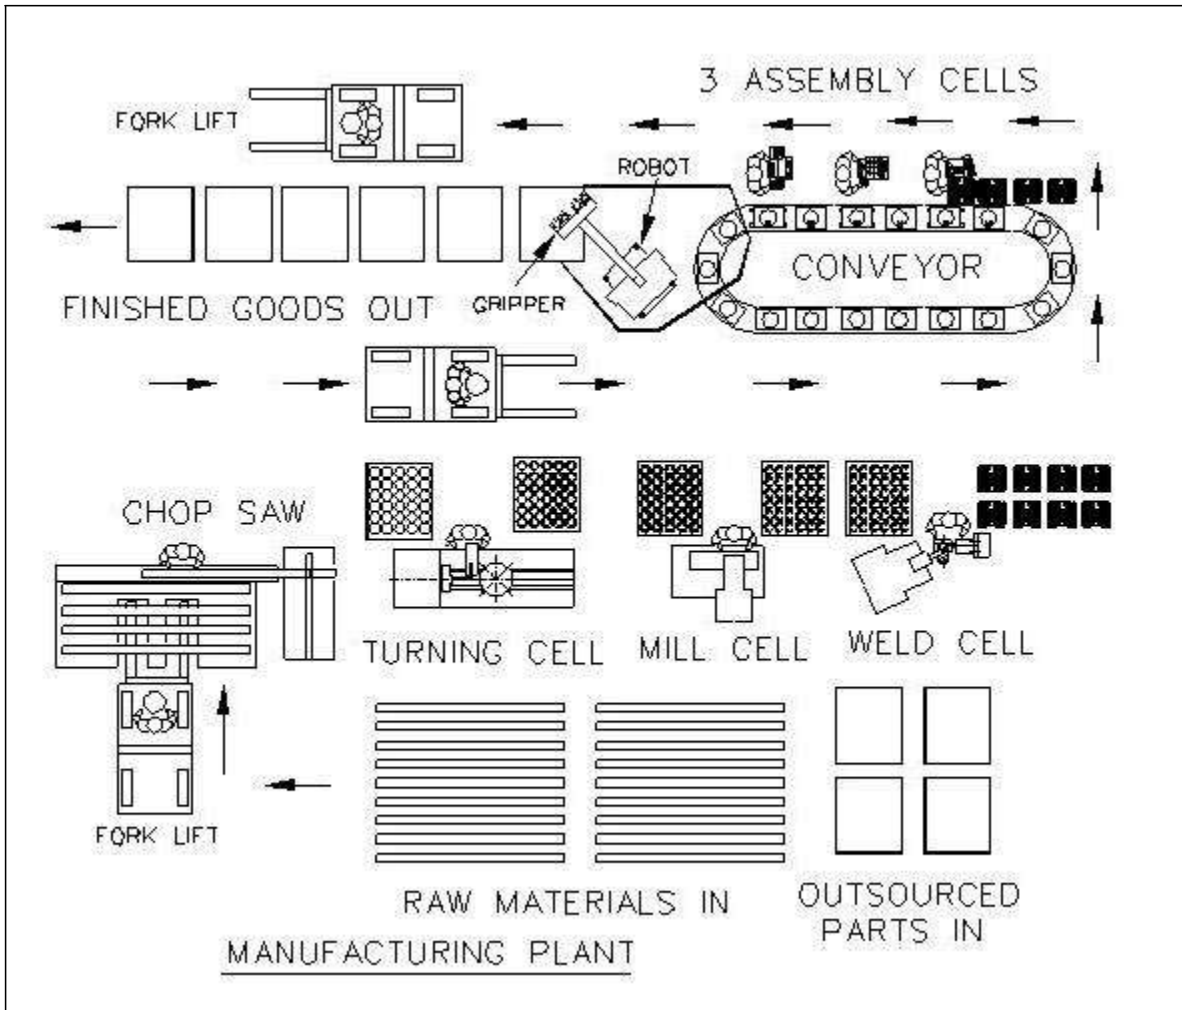 3 ASSEMBLY CELLS
FORK LIFT
ROBOT
CONVEYOR
GRIPPER
FINISHED GOODS OUT
CHOP SAW
TURNING CELL
MILL CELL
WELD CELL
FORK LIFT
RAW MATERIALS IN
OUTSOURCED
PARTS IN
MANUFACTURING PLANT